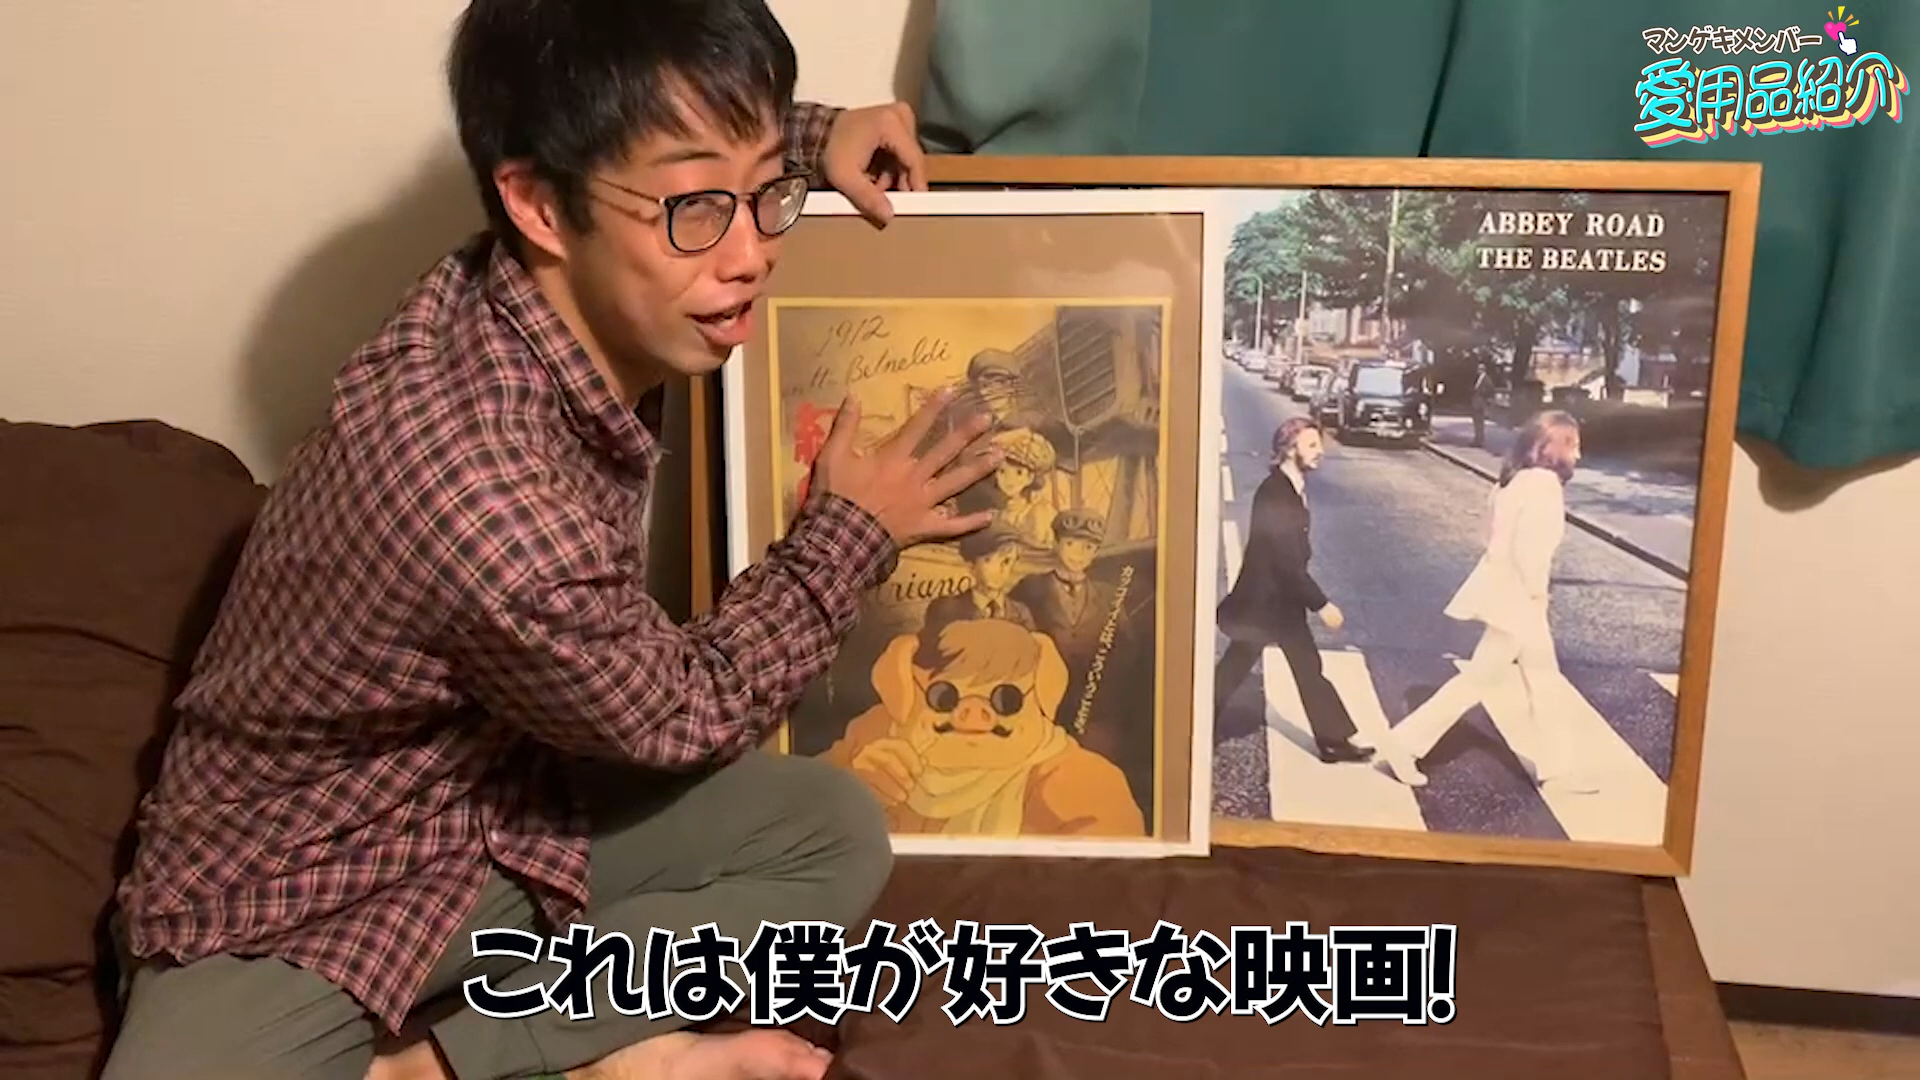 マンゲキメンバー
愛用品紹介
ABBEY ROAD
THE BEATLES
1912
Belneldi
これは僕が好きな映画!